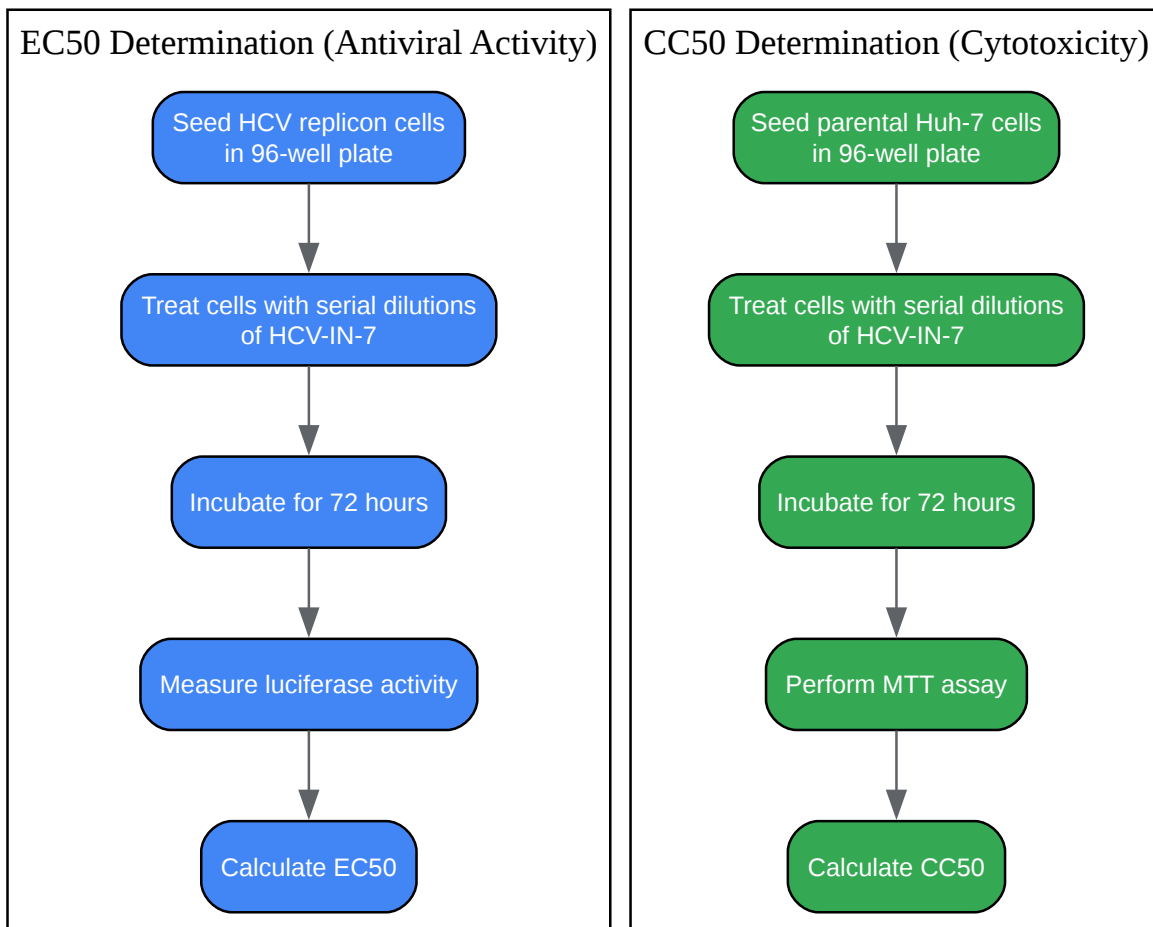 EC50 Determination (Antiviral Activity)
Seed HCV replicon cells
in 96-well plate
Treat cells with serial dilutions
of HCV-IN-7
Incubate for 72 hours
Measure luciferase activity
Calculate EC50
CC50 Determination (Cytotoxicity)
Seed parental Huh-7 cells
in 96-well plate
Treat cells with serial dilutions
of HCV-IN-7
Incubate for 72 hours
Perform MTT assay
Calculate CC50